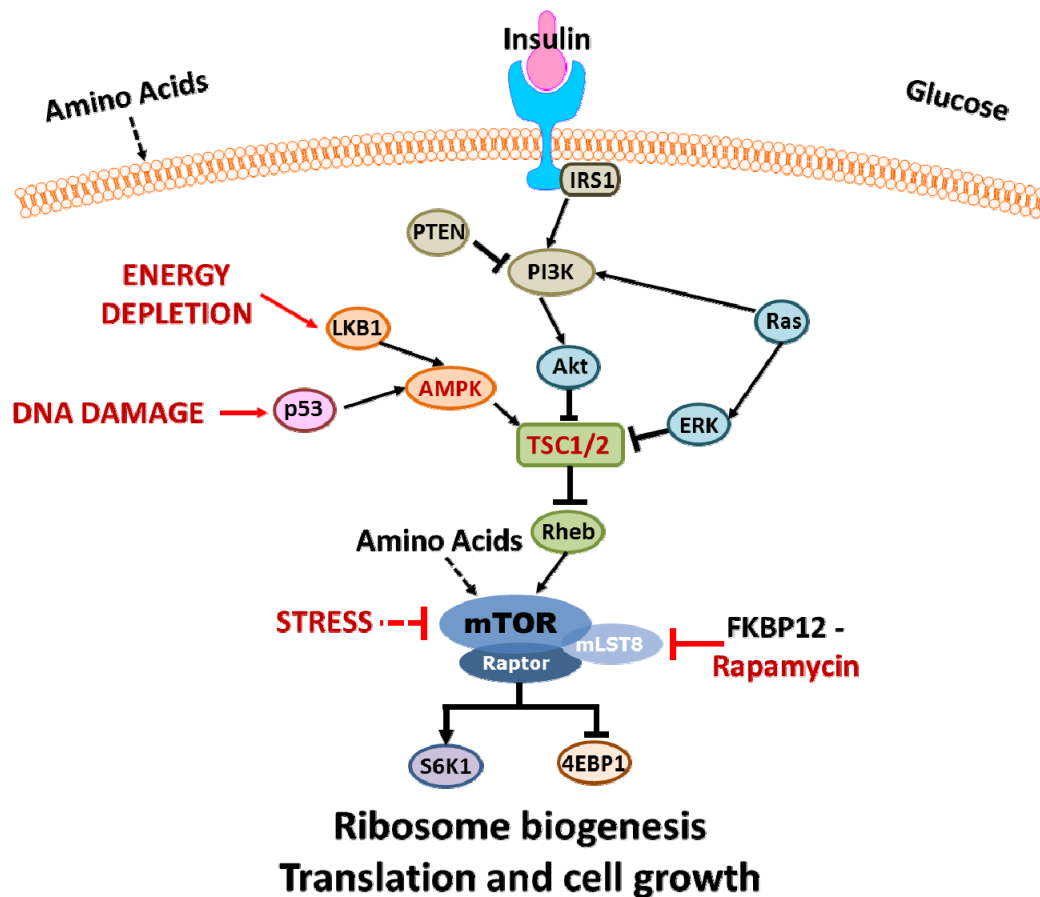 Insulin
Amino Acids
Glucose
IRS1
PTEN
PI3K
ENERGY
DEPLETION
LKB1
Ras
Akt
AMPK
DNA DAMAGE
p53
ERK
TSC1/2
Amino Acids
Rheb
STRESS
mTOR
mLST8
FKBP12 -
Rapamycin
Raptor
S6K1
4EBP1
Ribosome biogenesis
Translation and cell growth